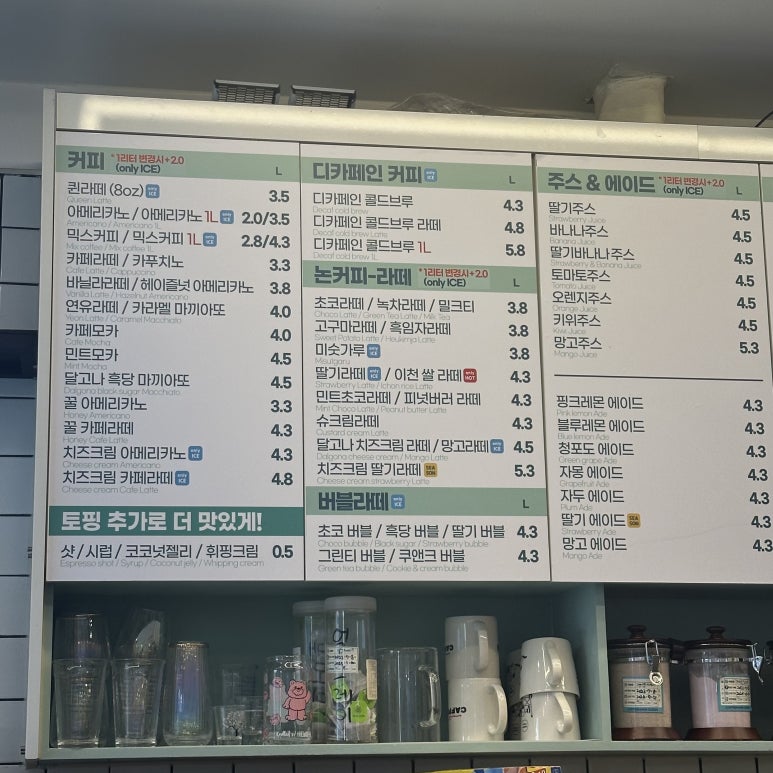 커피 *1리터 변경시+2.0 (only ICE) L
퀸라떼 (8oz) only ICE 3.5
Queen Latte
아메리카노 / 아메리카노 1L only ICE 2.0/3.5
Americano / Americano 1L
믹스커피 / 믹스커피 1L only ICE 2.8/4.3
Mix coffee / Mix coffee 1L
카페라떼 / 카푸치노 3.3
Cafe Latte / Cappuccino
바닐라라떼 / 헤이즐넛 아메리카노 3.8
Vanilla Latte / Hazelnut Americano
연유라떼 / 카라멜 마끼아또 4.0
Yeon Latte / Caramel Macchiato
카페모카 4.0
Cafe Mocha
민트모카 4.5
Mint Mocha
달고나 흑당 마끼아또 4.5
Dalgona black sugar Macchiato
꿀 아메리카노 3.3
Honey Americano
꿀 카페라떼 4.3
Honey Cafe Latte
치즈크림 아메리카노 only ICE 4.3
Cheese cream Americano
치즈크림 카페라떼 only ICE 4.8
Cheese cream Cafe Latte
토핑 추가로 더 맛있게!
샷 / 시럽 / 코코넛젤리 / 휘핑크림 0.5
Espresso shot / Syrup / Coconut jelly / Whipping cream
디카페인 커피 only ICE L
디카페인 콜드브루 4.3
Decaf cold brew
디카페인 콜드브루 라떼 4.8
Decaf cold brew Latte
디카페인 콜드브루 1L 5.8
Decaf cold brew 1L
논커피-라떼 *1리터 변경시+2.0 (only ICE) L
초코라떼 / 녹차라떼 / 밀크티 3.8
Choco Latte / Green Tea Latte / Milk Tea
고구마라떼 / 흑임자라떼 3.8
Sweet Potato Latte / Heukimja Latte
미숫가루 only ICE 3.8
Misutgaru
딸기라떼 only ICE / 이천 쌀 라떼 only HOT 4.3
Strawberry Latte / Ichon rice Latte
민트초코라떼 / 피넛버터 라떼 4.3
Mint Choco Latte / Peanut butter Latte
슈크림라떼 4.3
Custard cream Latte
달고나 치즈크림 라떼 / 망고라떼 only ICE 4.5
Dalgona cheese cream / Mango Latte
치즈크림 딸기라떼 SEASON 5.3
Cheese cream strawberry Latte
버블라떼 only ICE L
초코 버블 / 흑당 버블 / 딸기 버블 4.3
Choco bubble / Black sugar / Strawberry bubble
그린티 버블 / 쿠앤크 버블 4.3
Green tea bubble / Cookie & cream bubble
주스 & 에이드 *1리터 변경시+2.0 (only ICE) L
딸기주스 4.5
Strawberry Juice
바나나주스 4.5
Banana Juice
딸기바나나주스 4.5
Strawberry & Banana Juice
토마토주스 4.5
Tomato Juice
오렌지주스 4.5
Orange Juice
키위주스 4.5
Kiwi Juice
망고주스 5.3
Mango Juice
핑크레몬 에이드 4.3
Pink lemon Ade
블루레몬 에이드 4.3
Blue lemon Ade
청포도 에이드 4.3
Green grape Ade
자몽 에이드 4.3
Grapefruit Ade
자두 에이드 4.3
Plum Ade
딸기 에이드 SEASON 4.3
Strawberry Ade
망고 에이드 4.3
Mango Ade